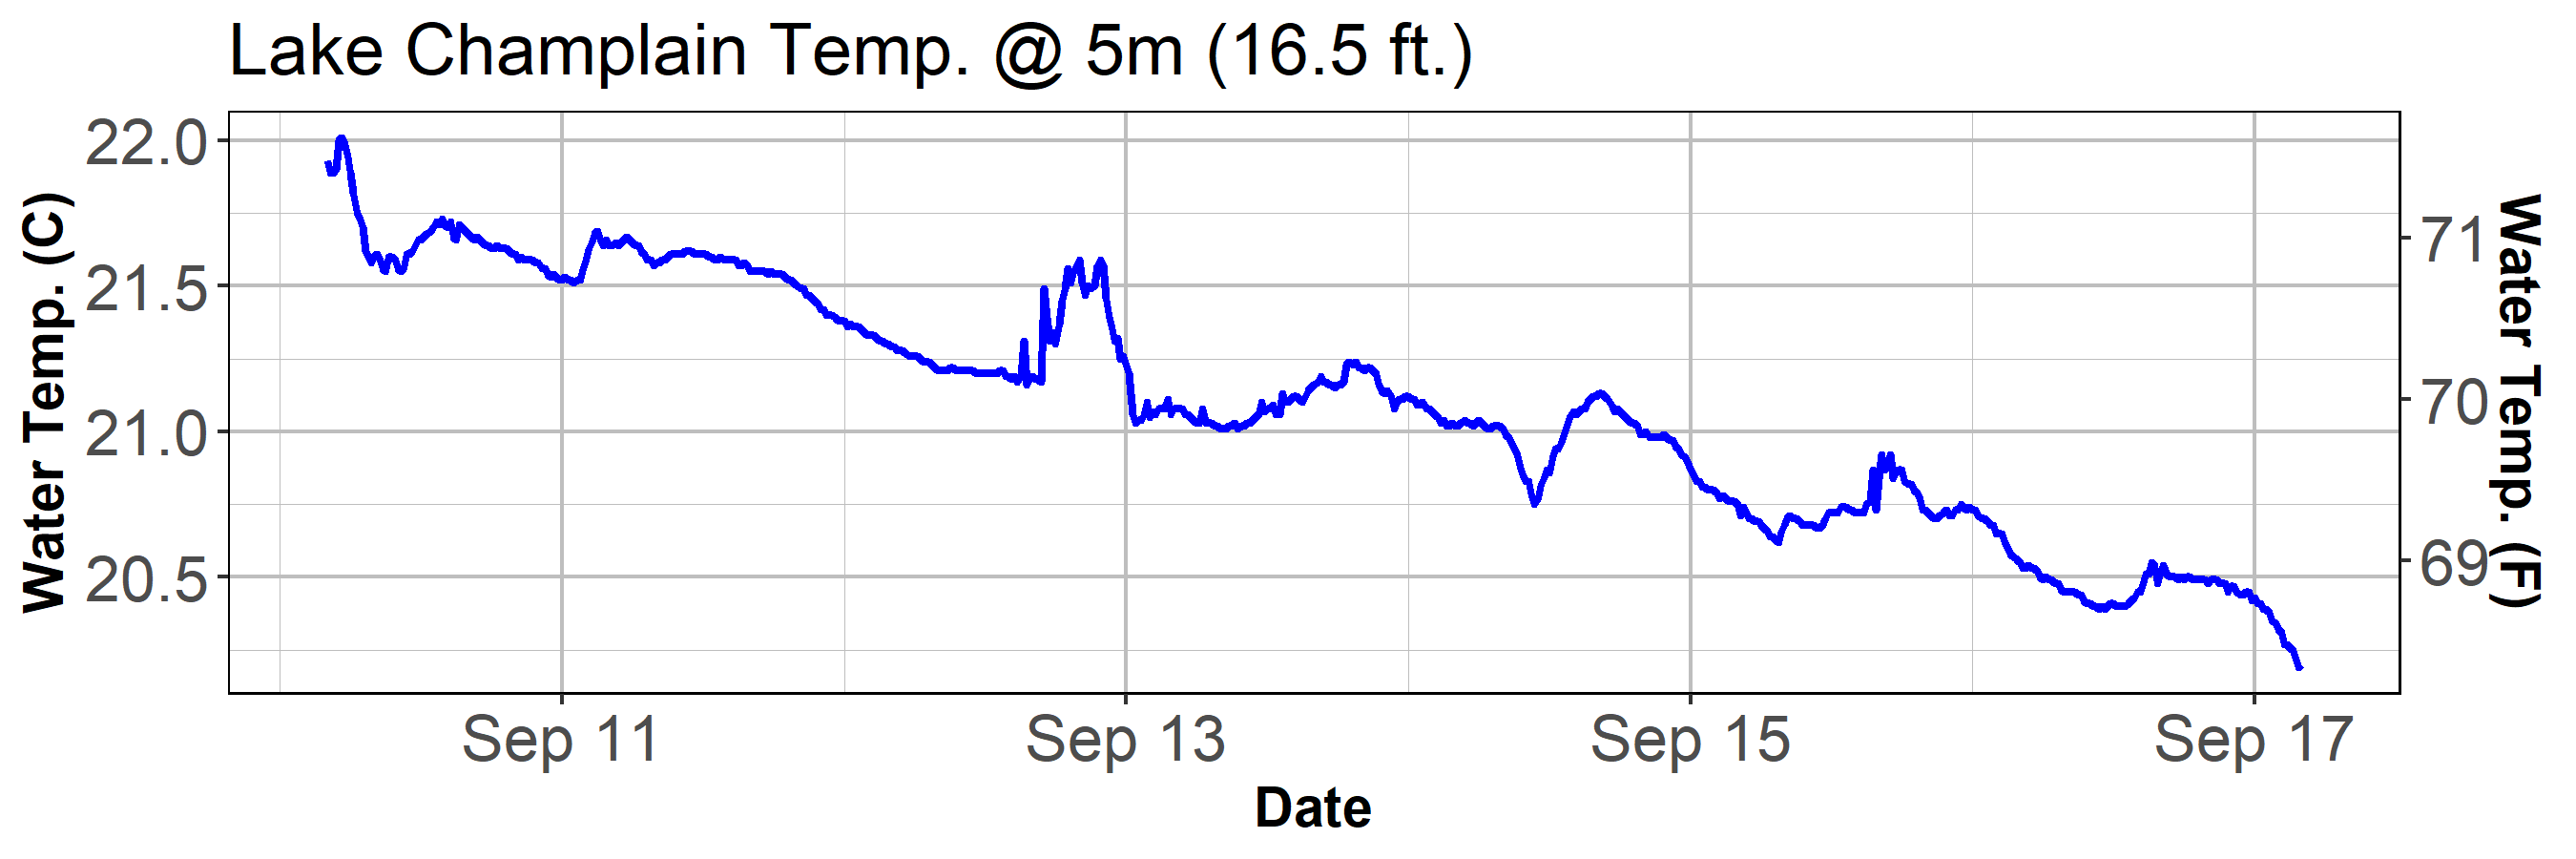 Lake Champlain Temp. @ 5m (16.5 ft.)
Water Temp. (C)
22.0
21.5
21.0
20.5
71
70
69
Water Temp. (F)
Sep 11 Sep 13 Sep 15 Sep 17
Date